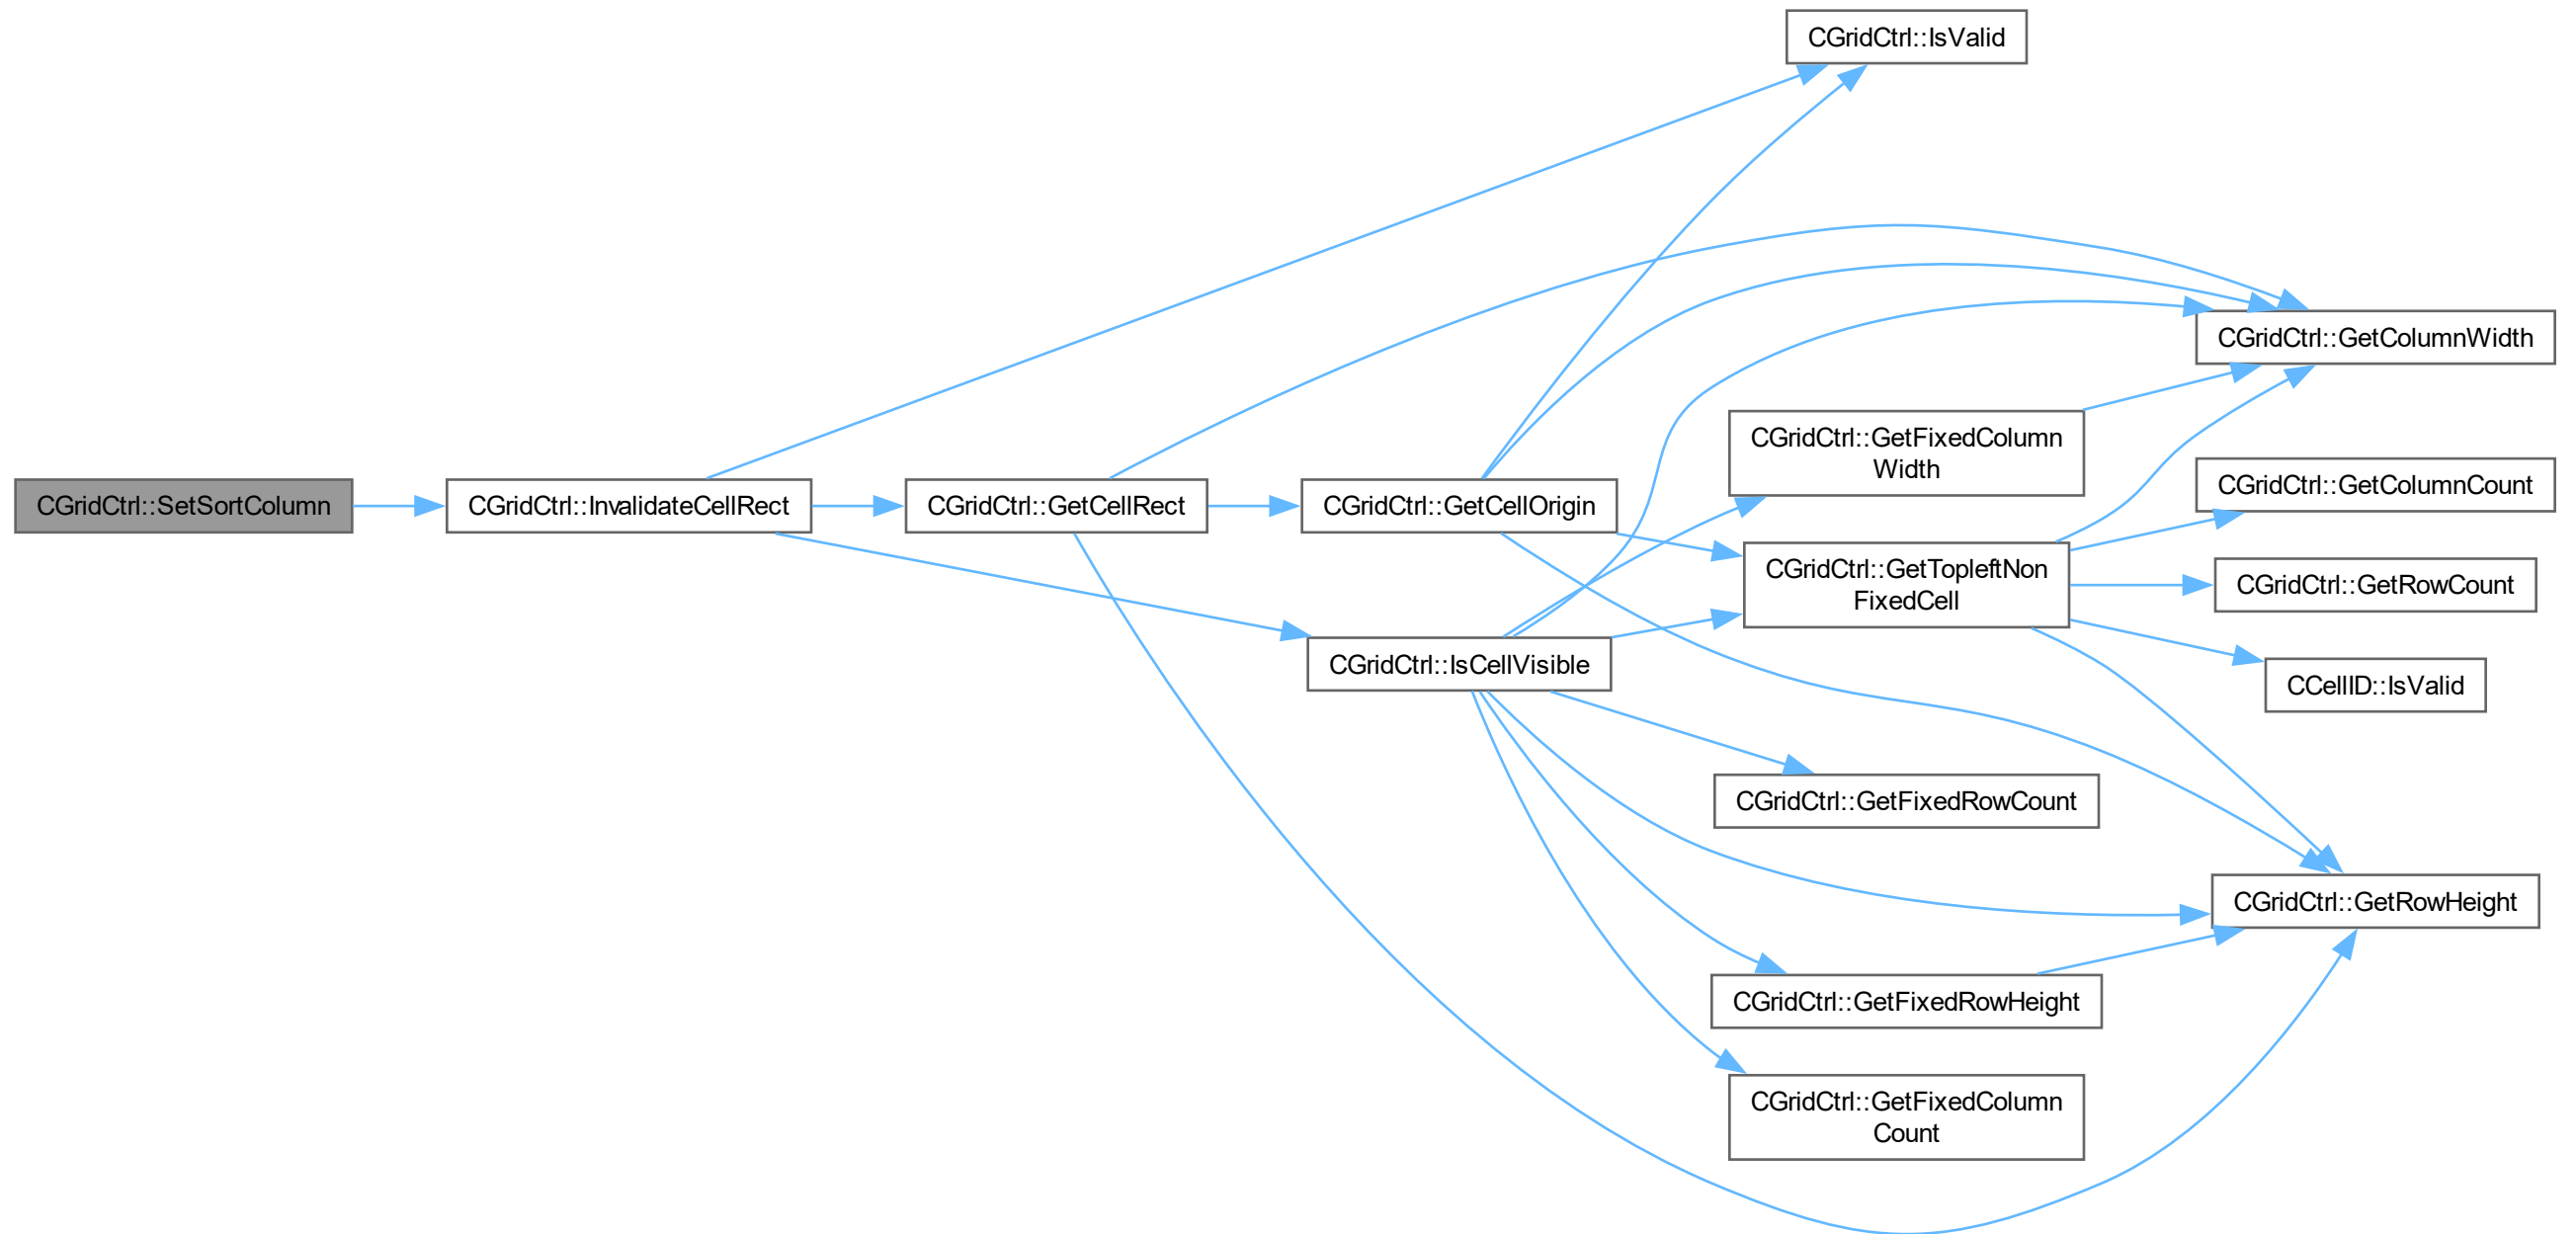 CGridCtrl::IsValid
CGridCtrl::GetColumnWidth
CGridCtrl::GetFixedColumn
Width
CGridCtrl::GetColumnCount
CGridCtrl::SetSortColumn
CGridCtrl::InvalidateCellRect
CGridCtrl::GetCellRect
CGridCtrl::GetCellOrigin
CGridCtrl::GetTopleftNon
FixedCell
CGridCtrl::GetRowCount
CGridCtrl::IsCellVisible
CCellID::IsValid
CGridCtrl::GetFixedRowCount
CGridCtrl::GetRowHeight
CGridCtrl::GetFixedRowHeight
CGridCtrl::GetFixedColumn
Count